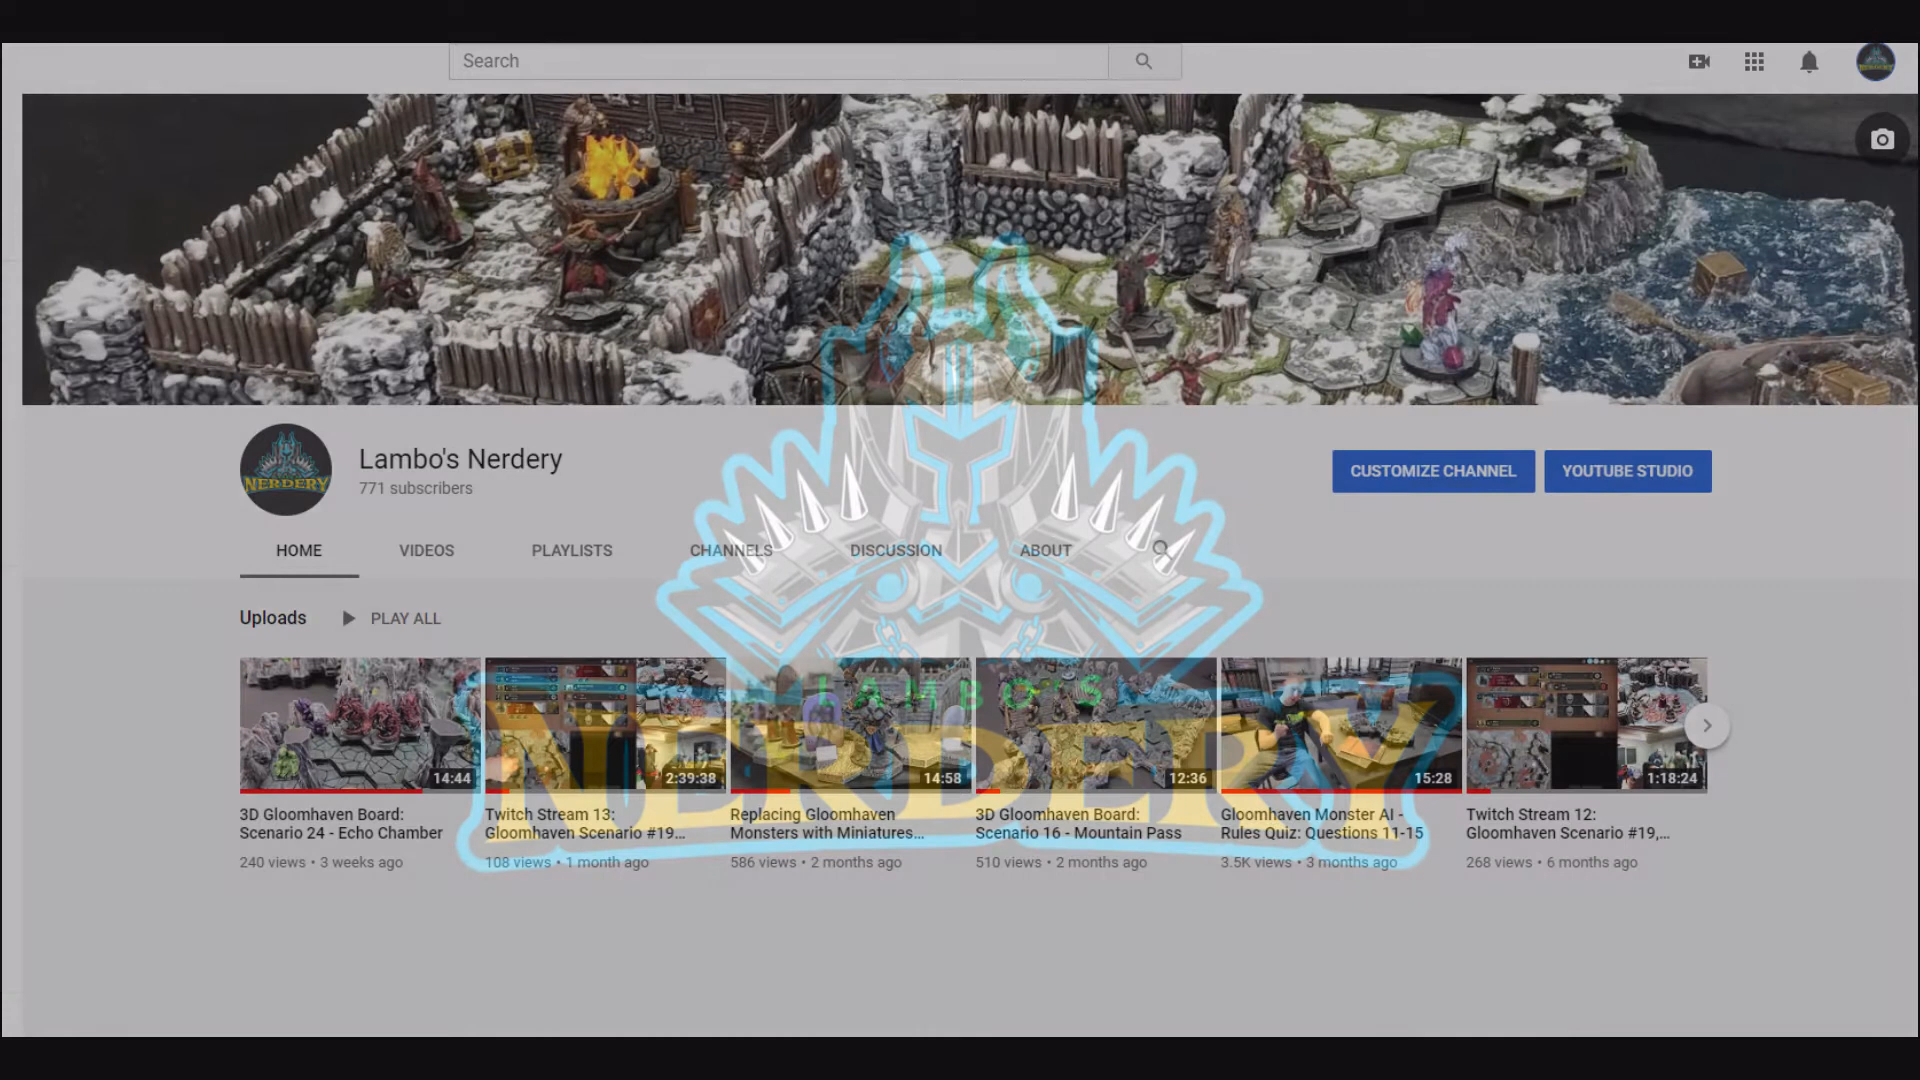 Search
Lambo's Nerdery
771 subscribers
CUSTOMIZE CHANNEL
YOUTUBE STUDIO
NERDERY
HOME
VIDEOS
PLAYLISTS
CHANNELS
DISCUSSION
ABOUT
Uploads
PLAY ALL
LAMBO'S
NERDERY
14:44
2:39:38
14:58
12:36
15:28
1:18:24
3D Gloomhaven Board:
Scenario 24 - Echo Chamber
240 views • 3 weeks ago
Twitch Stream 13:
Gloomhaven Scenario #19...
108 views • 1 month ago
Replacing Gloomhaven
Monsters with Miniatures...
586 views • 2 months ago
3D Gloomhaven Board:
Scenario 16 - Mountain Pass
510 views • 2 months ago
Gloomhaven Monster AI -
Rules Quiz: Questions 11-15
3.5K views • 3 months ago
Twitch Stream 12:
Gloomhaven Scenario #19,...
268 views • 6 months ago